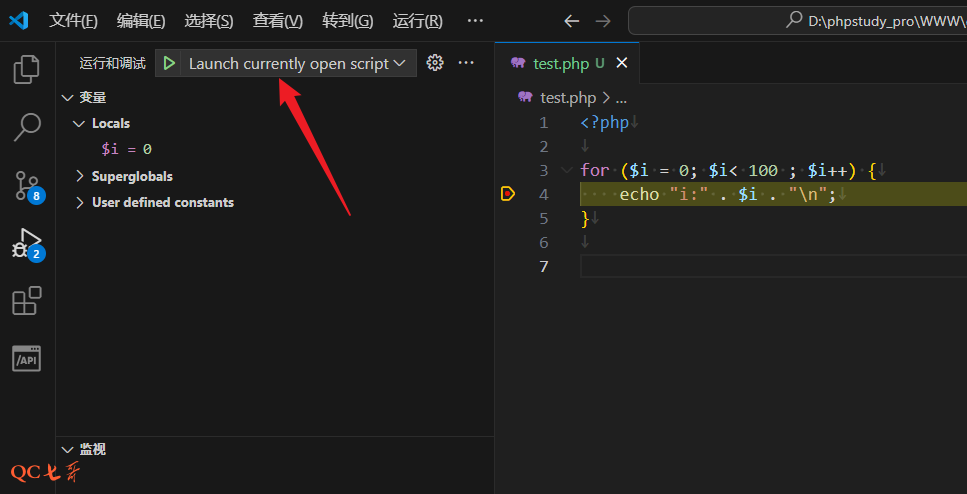 文件(F) 编辑(E) 选择(S) 查看(V) 转到(G) 运行(R) ···
D:\phpstudy_pro\WWW\
运行和调试 Launch currently open script ···
变量
Locals
$i = 0
Superglobals
User defined constants
8
2
/API
监视
QC七哥
test.php U
test.php > ...
1 <?php
2
3 for ($i = 0; $i< 100 ; $i++) {
4 echo "i:" . $i . "\n";
5 }
6
7